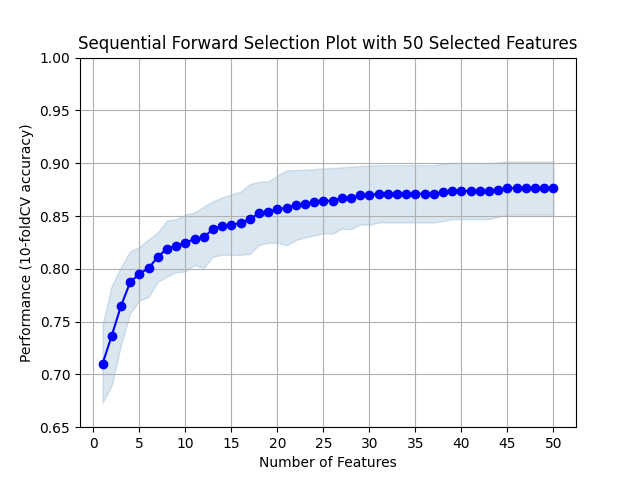 Sequential Forward Selection Plot with 50 Selected Features
1.00
0.95
0.90
0.85
0.80
0.75
0.70
0.65
Performance (10-foldCV accuracy)
0 5 10 15 20 25 30 35 40 45 50
Number of Features